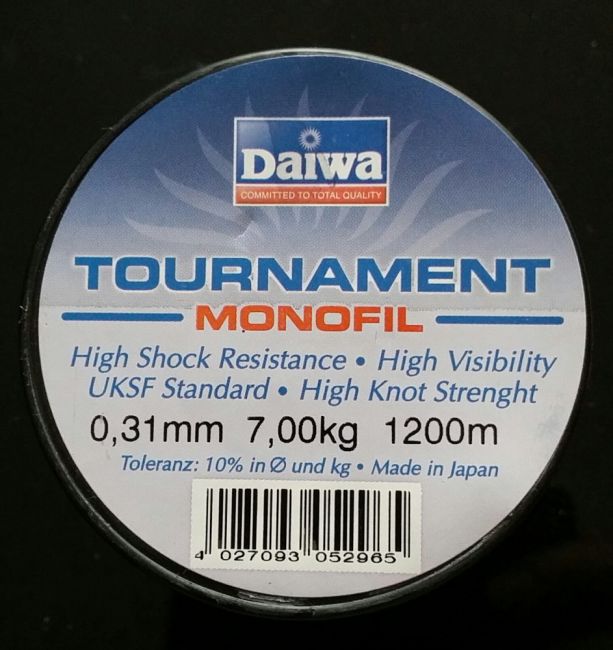 Daiwa
COMMITTED TO TOTAL QUALITY
TOURNAMENT
MONOFIL
High Shock Resistance • High Visibility
UKSF Standard • High Knot Strenght
0,31mm 7,00kg 1200m
Toleranz: 10% in Ø und kg • Made in Japan
4 027093 052965